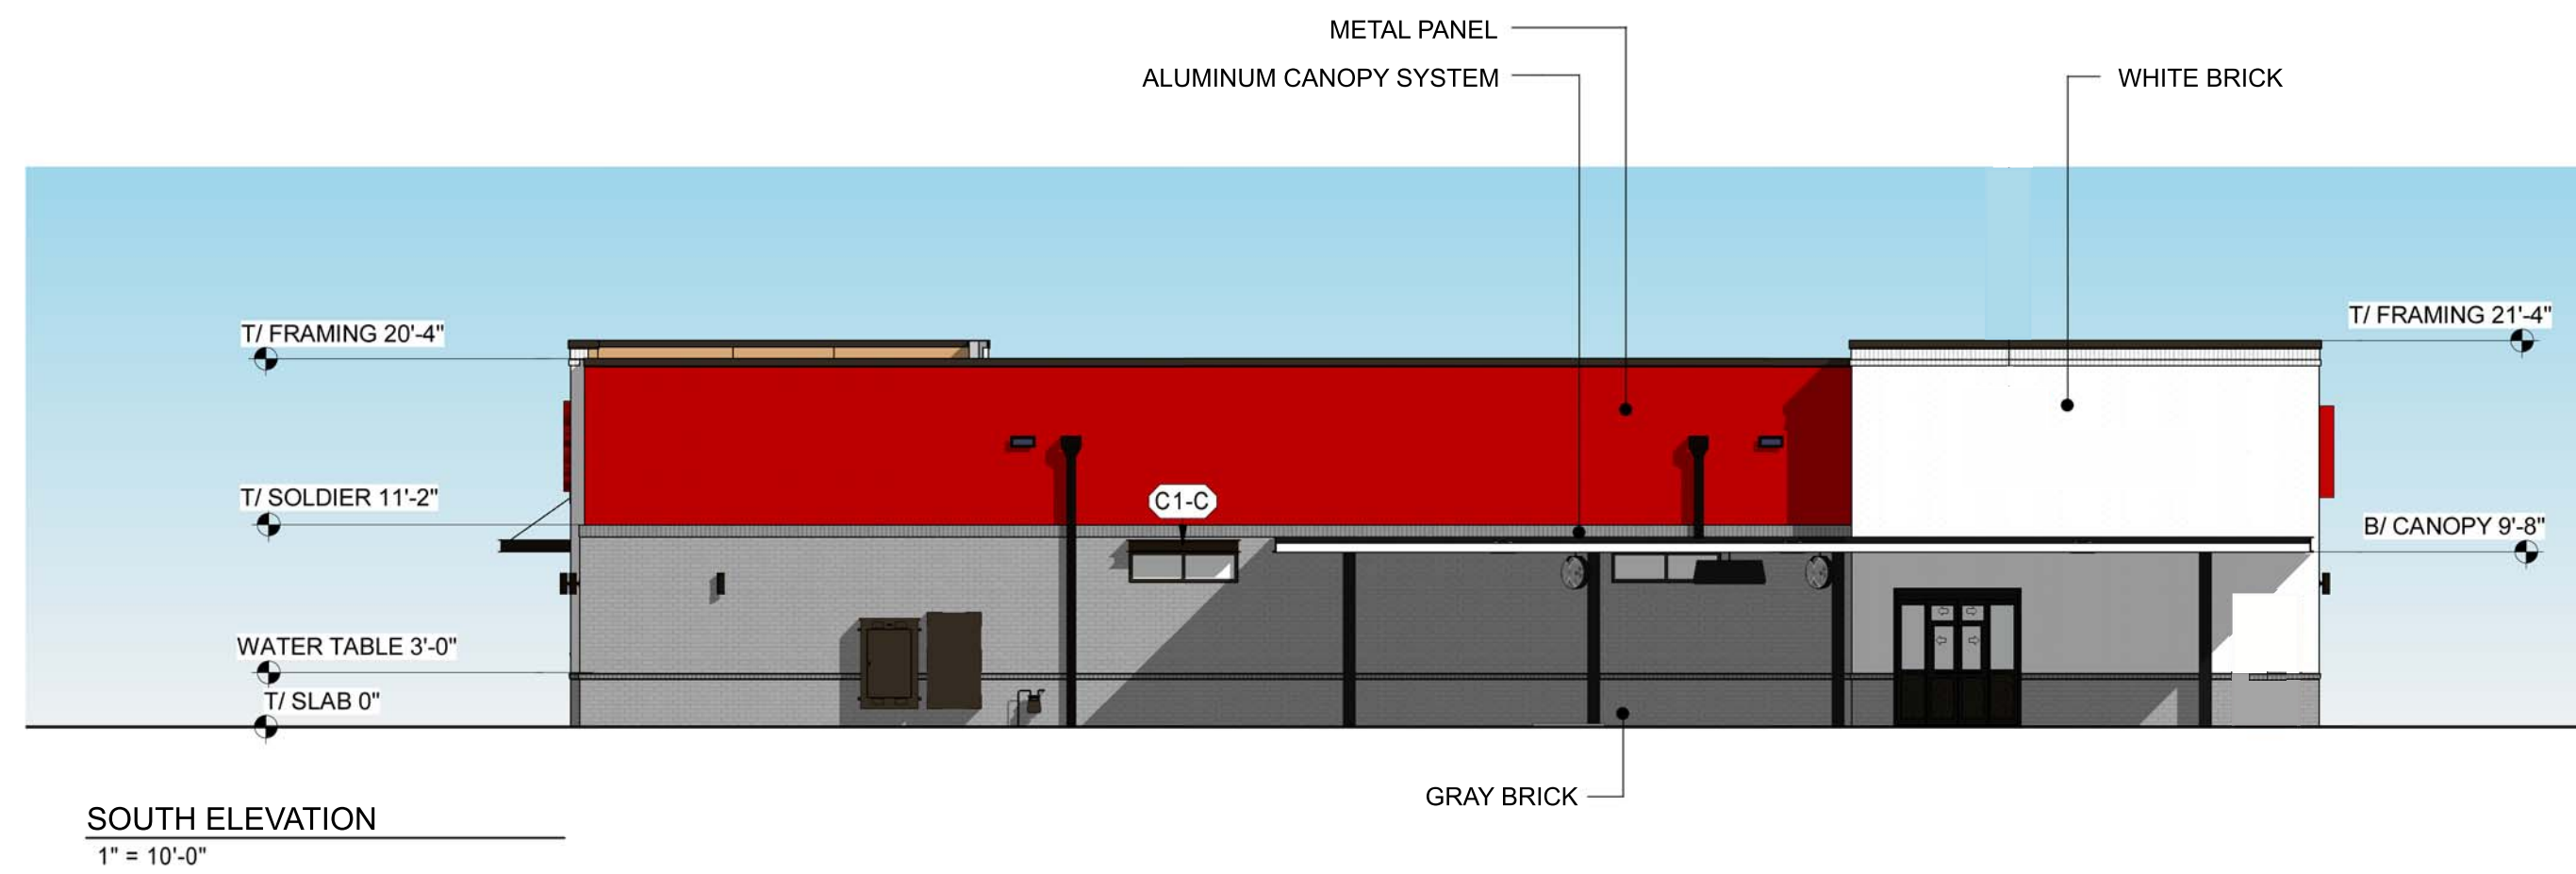 METAL PANEL
ALUMINUM CANOPY SYSTEM
WHITE BRICK
T/ FRAMING 20'-4"
T/ FRAMING 21'-4"
T/ SOLDIER 11'-2"
C1-C
B/ CANOPY 9'-8"
WATER TABLE 3'-0"
T/ SLAB 0"
GRAY BRICK
SOUTH ELEVATION
1" = 10'-0"